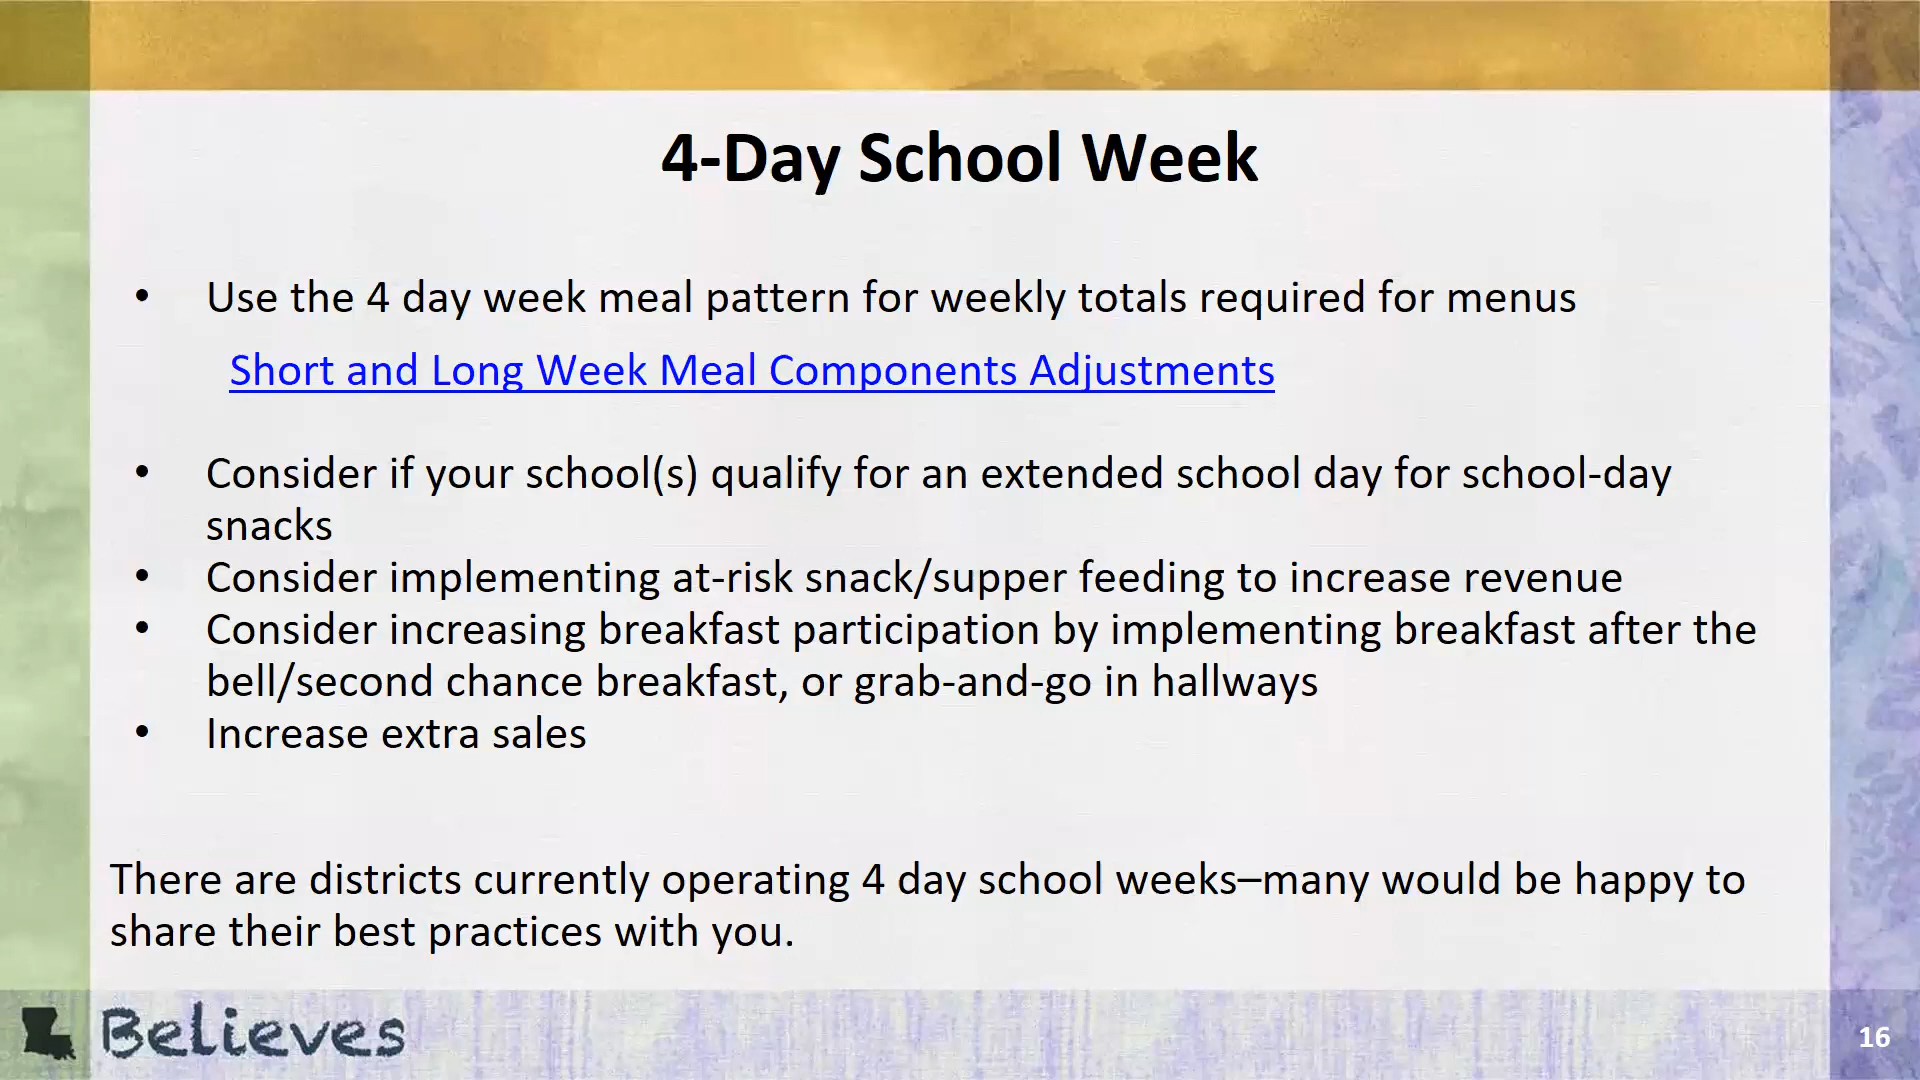 4-Day School Week
• Use the 4 day week meal pattern for weekly totals required for menus
Short and Long Week Meal Components Adjustments
• Consider if your school(s) qualify for an extended school day for school-day
snacks
• Consider implementing at-risk snack/supper feeding to increase revenue
• Consider increasing breakfast participation by implementing breakfast after the
bell/second chance breakfast, or grab-and-go in hallways
• Increase extra sales
There are districts currently operating 4 day school weeks–many would be happy to
share their best practices with you.
Believes
16